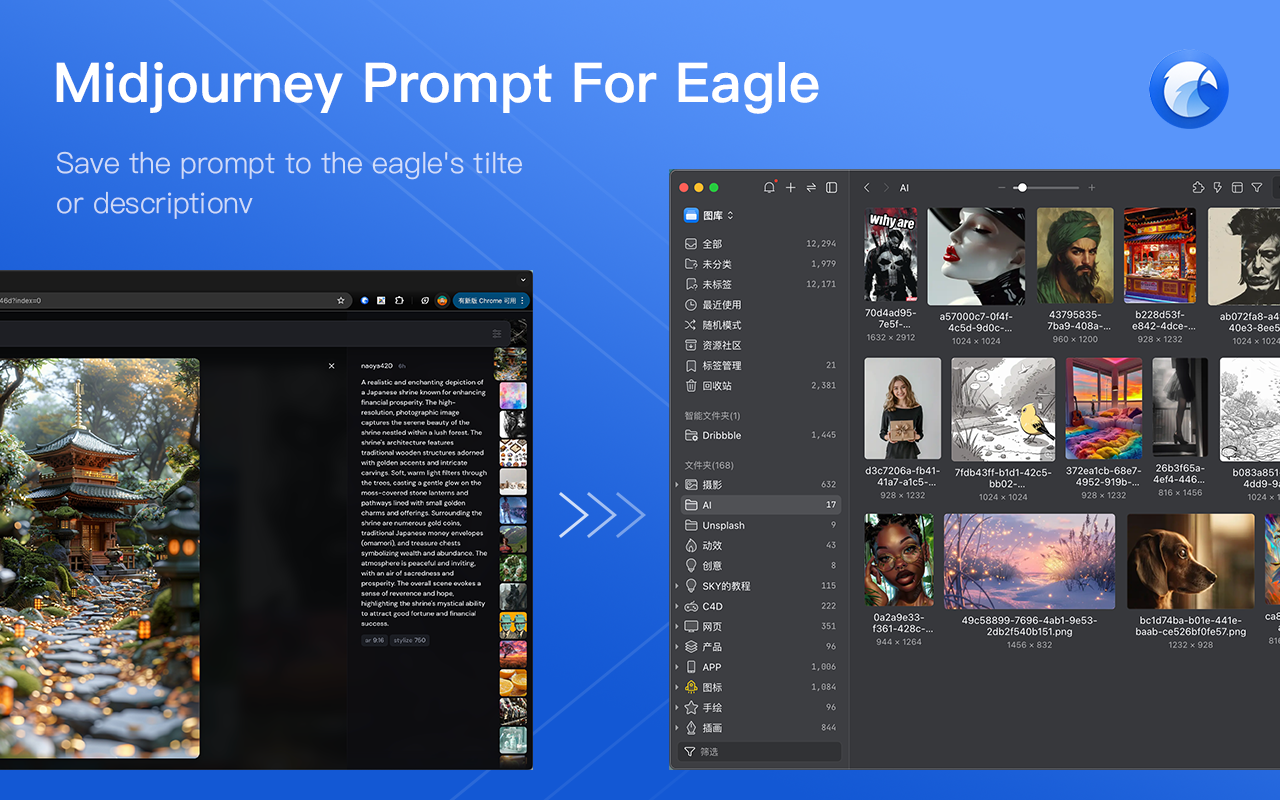 Midjourney Prompt For Eagle
Save the prompt to the eagle's tilte
or descriptionv
46d?index=0
有新版 Chrome 可用
naoya420 6h
A realistic and enchanting depiction of
a Japanese shrine known for enhancing
financial prosperity. The high-
resolution, photographic image
captures the serene beauty of the
shrine nestled within a lush forest. The
shrine's architecture features
traditional wooden structures adorned
with golden accents and intricate
carvings. Soft, warm light filters through
the trees, casting a gentle glow on the
moss-covered stone lanterns and
pathways lined with small golden
charms and offerings. Surrounding the
shrine are numerous gold coins,
traditional Japanese money envelopes
(omamori), and treasure chests
symbolizing wealth and abundance. The
atmosphere is peaceful and inviting,
with an air of sacredness and
prosperity. The overall scene evokes a
sense of reverence and hope,
highlighting the shrine's mystical ability
to attract good fortune and financial
success.
ar 9:16 stylize 750
图库
全部 12,294
未分类 1,979
未标签 12,171
最近使用
随机模式
资源社区
标签管理 21
回收站 2,381
智能文件夹(1)
Dribbble 1,445
文件夹(168)
摄影 632
AI 17
Unsplash 9
动效 43
创意 8
SKY的教程 115
C4D 222
网页 351
产品 96
APP 1,006
图标 1,084
手绘 96
插画 844
筛选
AI
why are
70d4ad95-
7e5f-...
1632 × 2912
a57000c7-0f4f-
4c5d-9d0c-...
1024 × 1024
43795835-
7ba9-408a-...
960 × 1200
b228d53f-
e842-4dce-...
928 × 1232
ab072fa8-a4
40e3-8ee5
1024 × 1024
d3c7206a-fb41-
41a7-a1c5-...
928 × 1232
7fdb43ff-b1d1-42c5-
bb02-...
1024 × 1024
372ea1cb-68e7-
4952-919b-...
928 × 1232
26b3f65a-
4ef4-446...
816 × 1456
b083a851
4dd9-9a
1024 × 10
0a2a9e33-
f361-428c-...
944 × 1264
49c58899-7696-4ab1-9e53-
2db2f540b151.png
1456 × 832
bc1d74ba-b01e-441e-
baab-ce526bf0fe57.png
1232 × 928
ca8
816